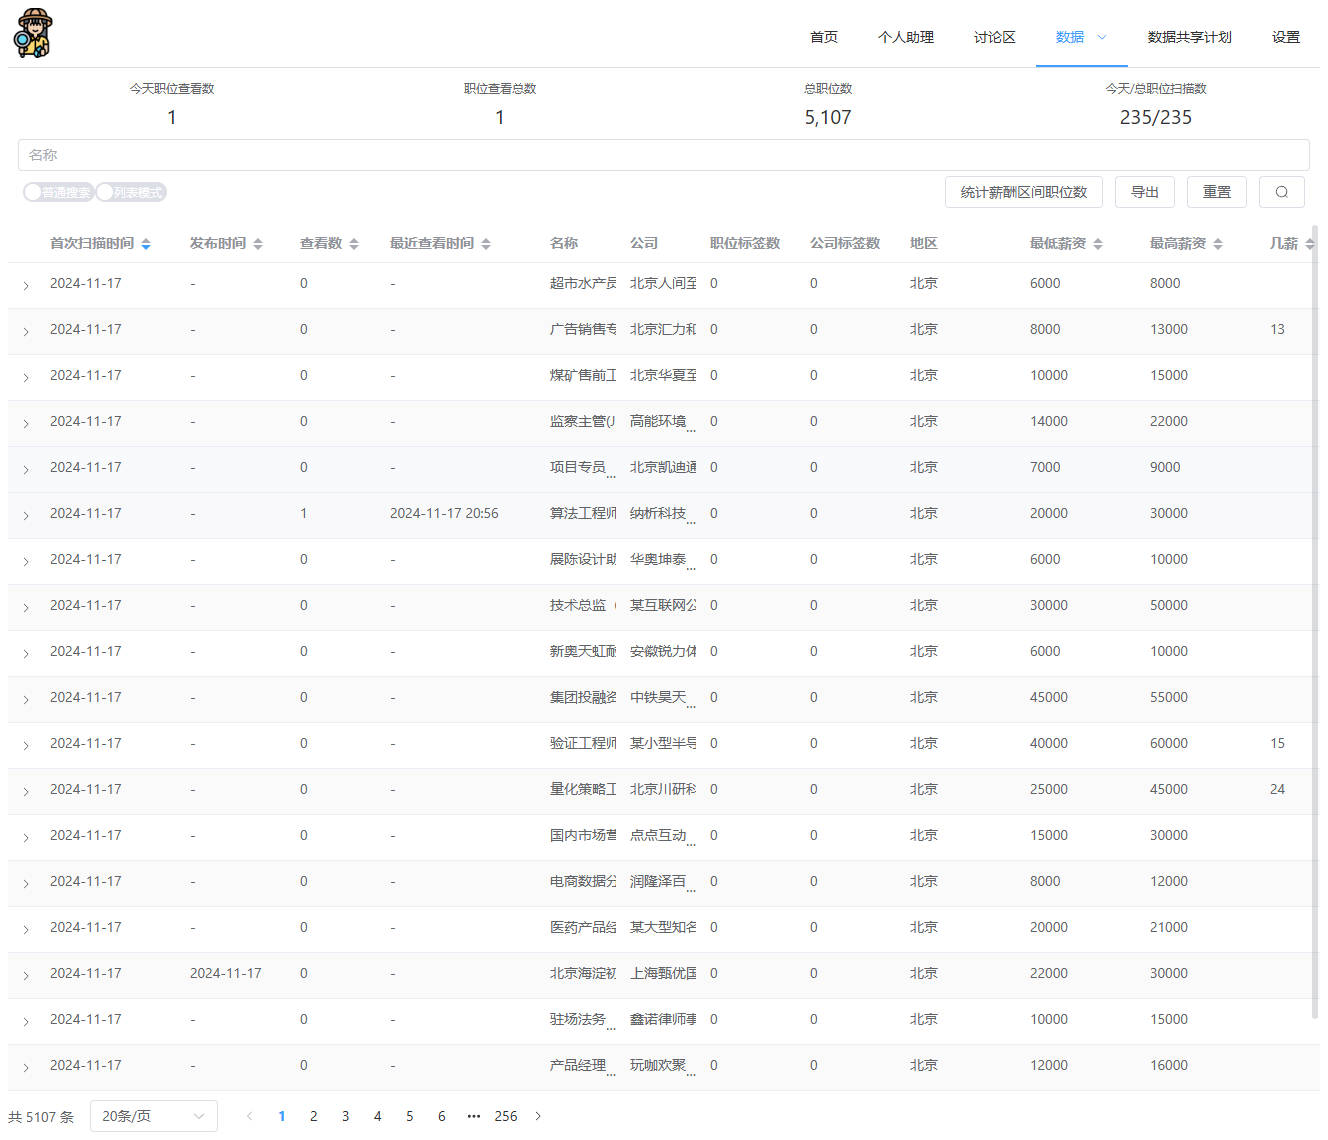 首页 个人助理 讨论区 数据 数据共享计划 设置
今天职位查看数 职位查看总数 总职位数 今天/总职位扫描数
1 1 5,107 235/235
名称
普通搜索 列表模式 统计薪酬区间职位数 导出 重置
首次扫描时间 发布时间 查看数 最近查看时间 名称 公司 职位标签数 公司标签数 地区 最低薪资 最高薪资 几薪
2024-11-17 - 0 - 超市水产员 北京人间至 0 0 北京 6000 8000
2024-11-17 - 0 - 广告销售专 北京汇力和 0 0 北京 8000 13000 13
2024-11-17 - 0 - 煤矿售前工 北京华夏至 0 0 北京 10000 15000
2024-11-17 - 0 - 监察主管( 高能环境... 0 0 北京 14000 22000
2024-11-17 - 0 - 项目专员... 北京凯迪通 0 0 北京 7000 9000
2024-11-17 - 1 2024-11-17 20:56 算法工程师 纳析科技... 0 0 北京 20000 30000
2024-11-17 - 0 - 展陈设计助 华奥坤泰... 0 0 北京 6000 10000
2024-11-17 - 0 - 技术总监（ 某互联网公 0 0 北京 30000 50000
2024-11-17 - 0 - 新奥天虹耐 安徽锐力体 0 0 北京 6000 10000
2024-11-17 - 0 - 集团投融资 中铁昊天... 0 0 北京 45000 55000
2024-11-17 - 0 - 验证工程师 某小型半导 0 0 北京 40000 60000 15
2024-11-17 - 0 - 量化策略工 北京川研科 0 0 北京 25000 45000 24
2024-11-17 - 0 - 国内市场营 点点互动... 0 0 北京 15000 30000
2024-11-17 - 0 - 电商数据分 润隆泽百... 0 0 北京 8000 12000
2024-11-17 - 0 - 医药产品经 某大型知名 0 0 北京 20000 21000
2024-11-17 2024-11-17 0 - 北京海淀初 上海甄优国 0 0 北京 22000 30000
2024-11-17 - 0 - 驻场法务... 鑫诺律师事 0 0 北京 10000 15000
2024-11-17 - 0 - 产品经理... 玩咖欢聚... 0 0 北京 12000 16000
共 5107 条 20条/页 1 2 3 4 5 6 ••• 256